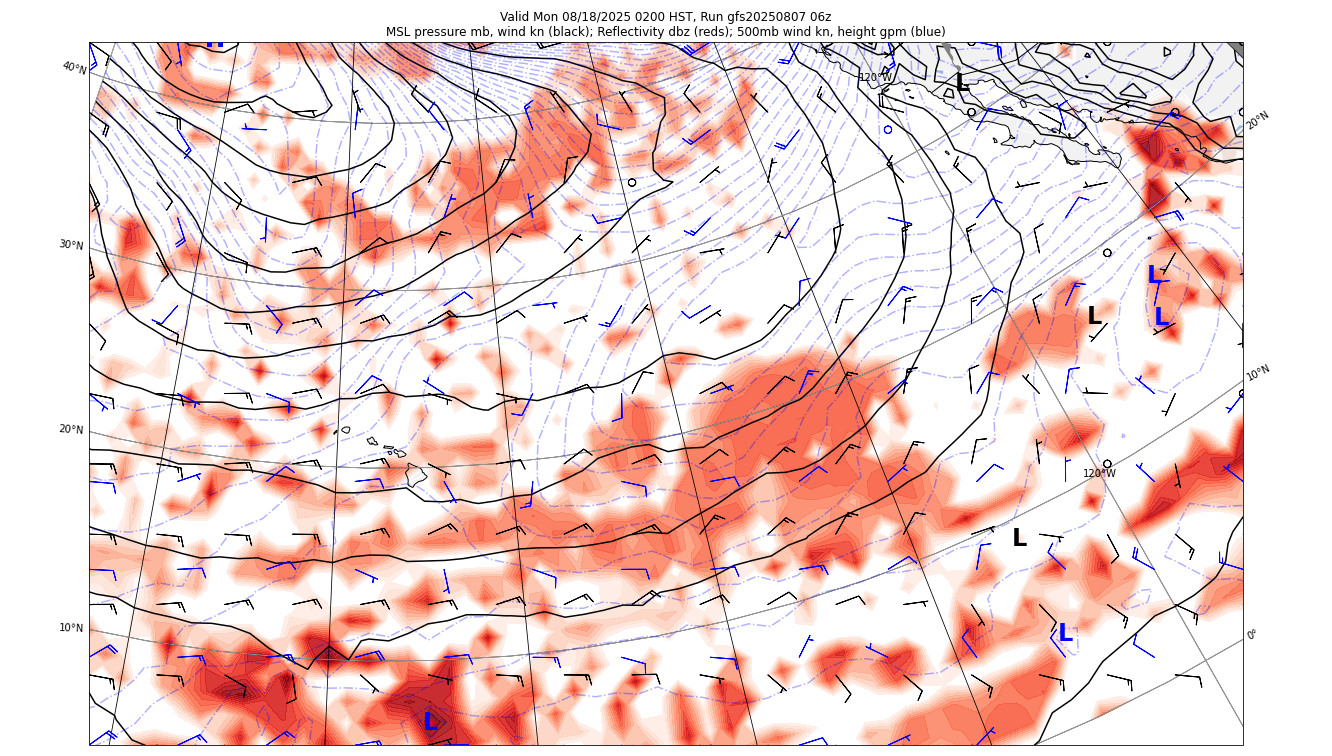 Valid Mon 08/18/2025 0200 HST, Run gfs20250807 06z
MSL pressure mb, wind kn (black); Reflectivity dbz (reds); 500mb wind kn, height gpm (blue)
H
40°N
120°W
L
20°N
30°N
L
L
L
10°N
20°N
120°W
L
10°N
L
0°
L